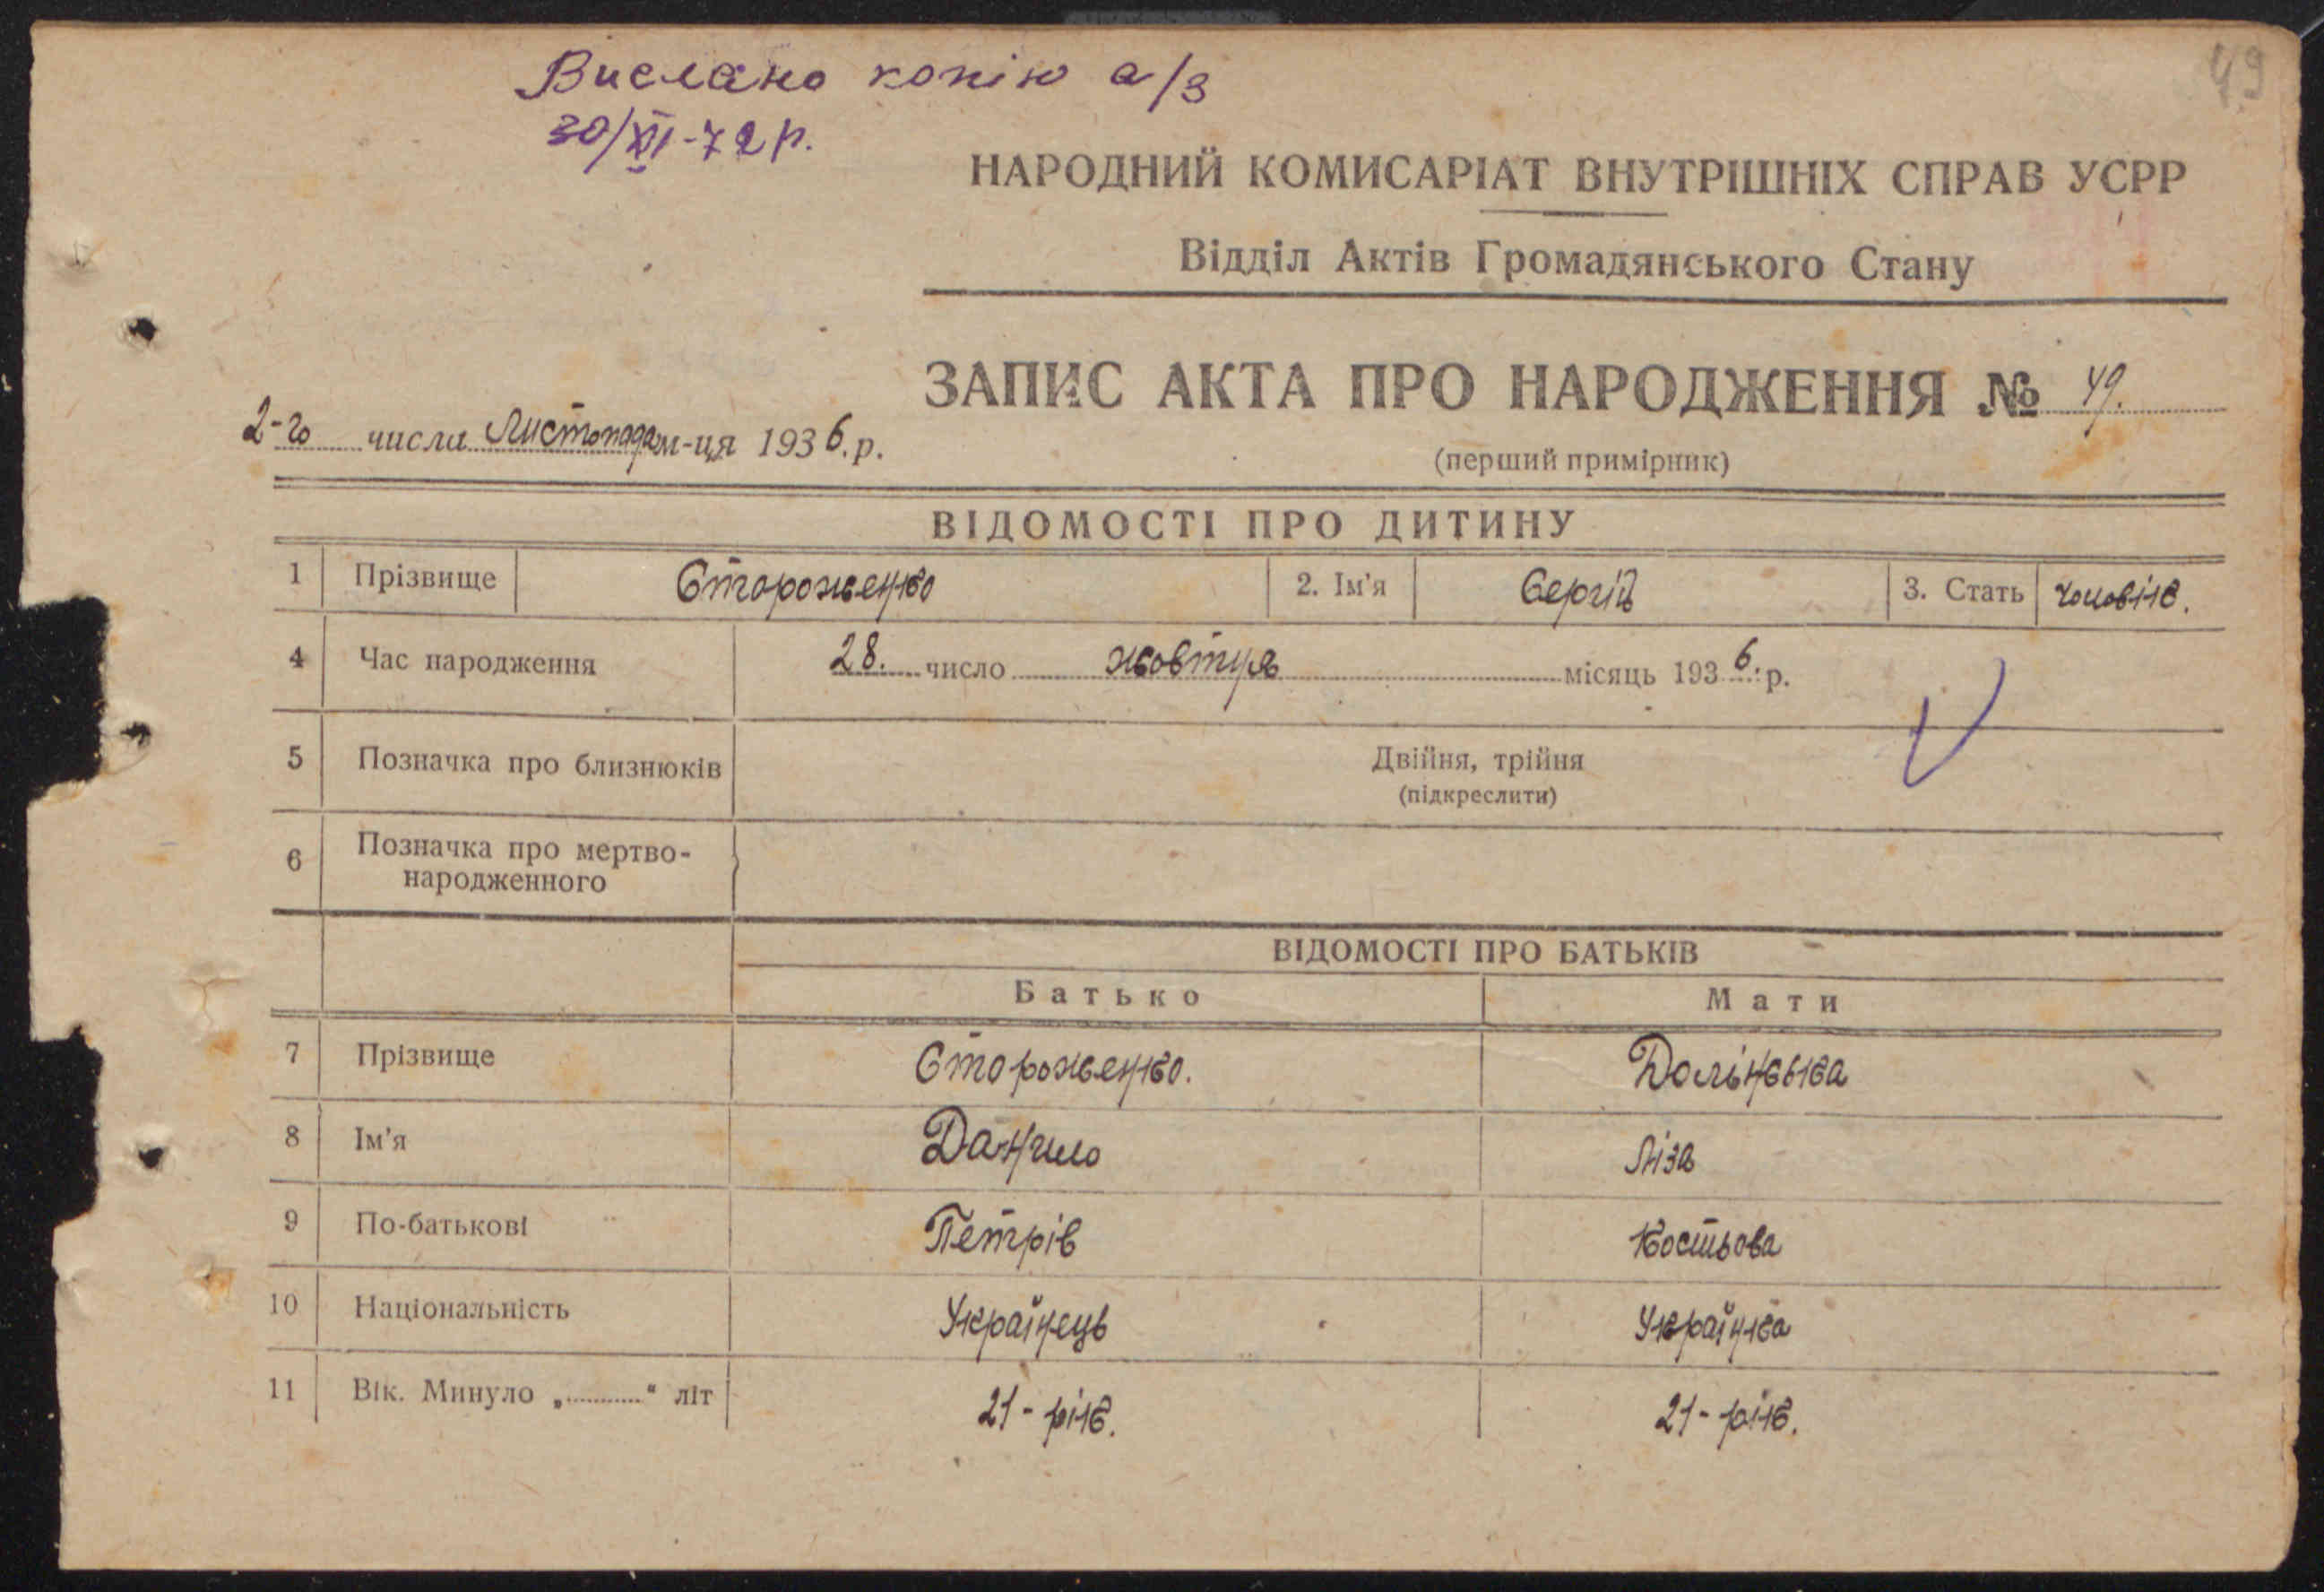 Вислано копію а/з
49
30/XI-72 р.
НАРОДНИЙ КОМИСАРІАТ ВНУТРІШНІХ СПРАВ УСРР
Відділ Актів Громадянського Стану
ЗАПИС АКТА ПРО НАРОДЖЕННЯ № 49.
2-го числа Листопада м-ця 1936.р.
(перший примірник)
ВІДОМОСТІ ПРО ДИТИНУ
1 Прізвище Стороженко 2. Ім'я Сергій 3. Стать чоловік.
4 Час народження 28. число жовтня місяць 1936.р.
5 Позначка про близнюків Двійня, трійня
(підкреслити)
6 Позначка про мертво-
народженного
ВІДОМОСТІ ПРО БАТЬКІВ
Батько Мати
7 Прізвище Стороженко.
8 Ім'я Данило Ліза
9 По-батькові Петрів Костьова
10 Національність Українець Українка
11 Вік. Минуло „..........“ літ 21-рік. 21-рік.